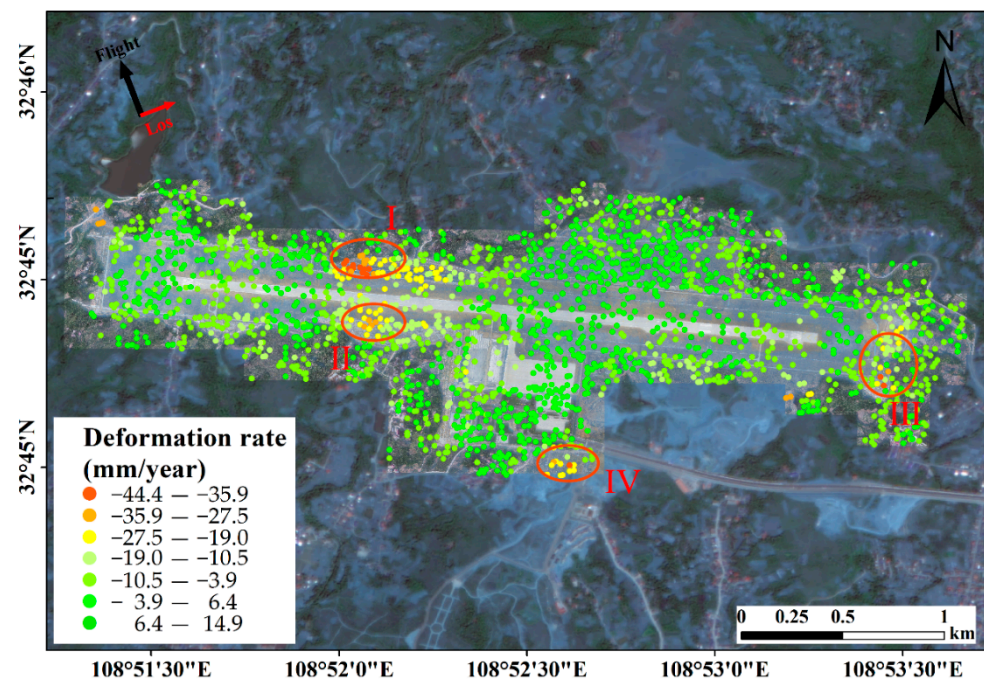 32°46'N
32°45'N
32°45'N
Flight
Los
N
I
II
III
IV
Deformation rate
(mm/year)
−44.4 — −35.9
−35.9 — −27.5
−27.5 — −19.0
−19.0 — −10.5
−10.5 — −3.9
− 3.9 — 6.4
6.4 — 14.9
0 0.25 0.5 1
km
108°51'30"E 108°52'0"E 108°52'30"E 108°53'0"E 108°53'30"E